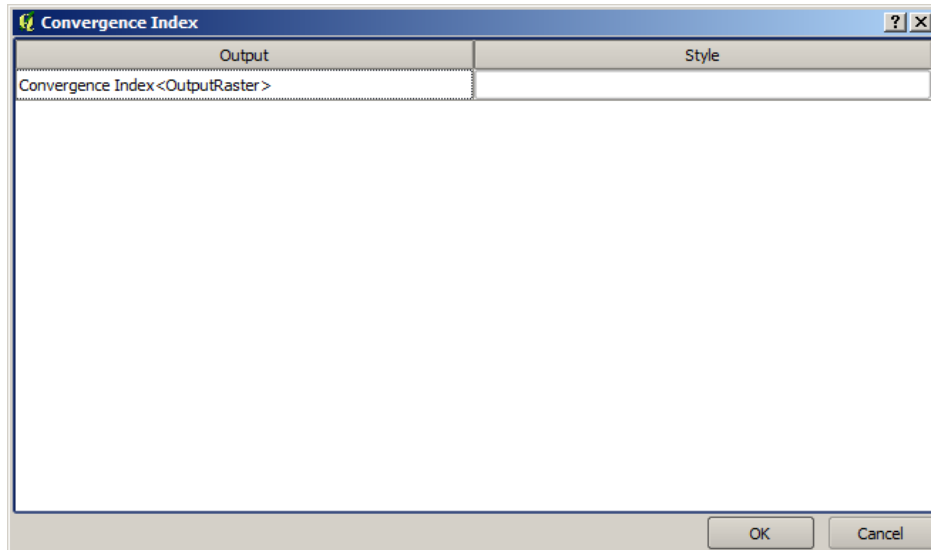 Convergence Index
Output Style
Convergence Index<OutputRaster>
OK Cancel